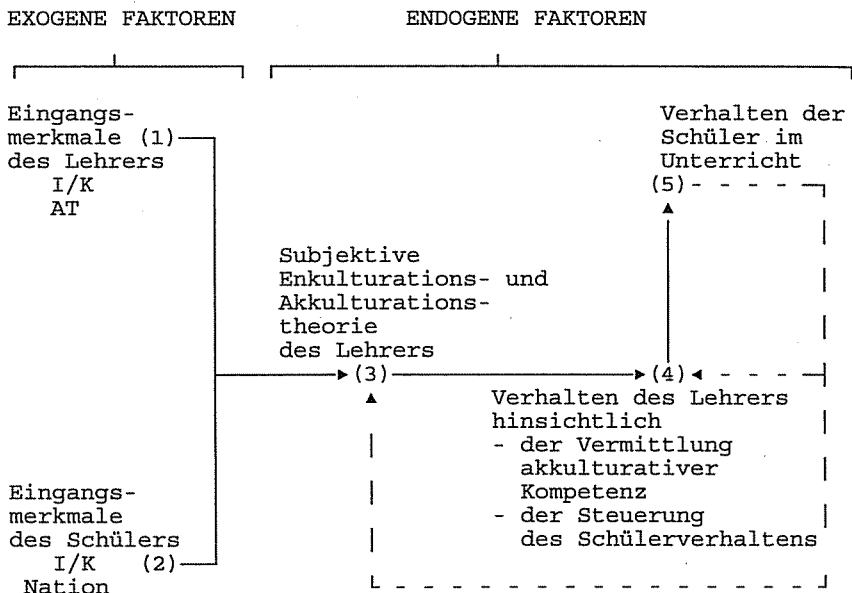 EXOGENE FAKTOREN
ENDOGENE FAKTOREN
Eingangs-
merkmale (1)
des Lehrers
I/K
AT
Verhalten der
Schüler im
Unterricht
(5)
Subjektive
Enkulturations- und
Akkulturations-
theorie
des Lehrers
(3)
(4)
Verhalten des Lehrers
hinsichtlich
- der Vermittlung
akkulturativer
Kompetenz
- der Steuerung
des Schülerverhaltens
Eingangs-
merkmale
des Schülers
I/K (2)
Nation